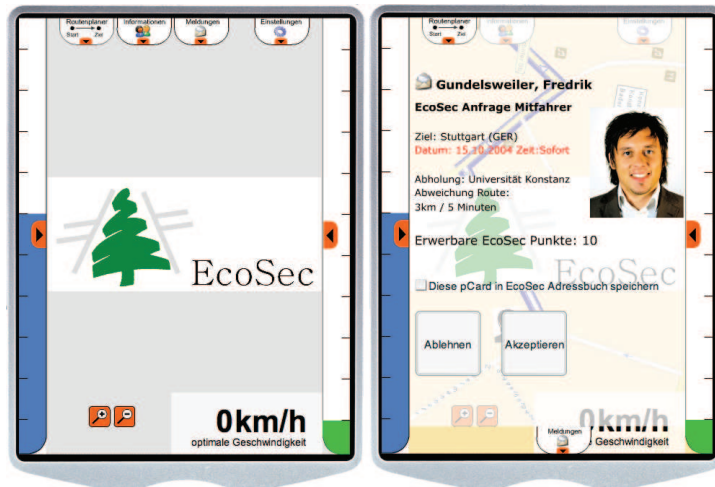 Routenplaner
Start Ziel
Informationen
Meldungen
Einstellungen
EcoSec
0km/h
optimale Geschwindigkeit
Routenplaner
Start Ziel
Informationen
Einstellungen
Gundelsweiler, Fredrik
EcoSec Anfrage Mitfahrer
Ziel: Stuttgart (GER)
Datum: 15.10.2004 Zeit:Sofort
Abholung: Universität Konstanz
Abweichung Route:
3km / 5 Minuten
Erwerbare EcoSec Punkte: 10
EcoSec
Diese pCard in EcoSec Adressbuch speichern
Ablehnen
Akzeptieren
0km/h
Meldungen
Geschwindigkeit